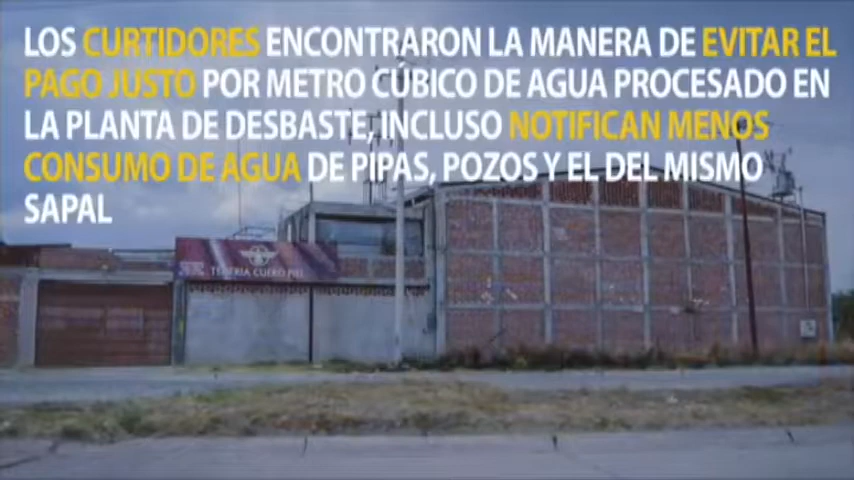 LOS CURTIDORES ENCONTRARON LA MANERA DE EVITAR EL
PAGO JUSTO POR METRO CÚBICO DE AGUA PROCESADO EN
LA PLANTA DE DESBASTE, INCLUSO NOTIFICAN MENOS
CONSUMO DE AGUA DE PIPAS, POZOS Y EL DEL MISMO
SAPAL
TENERÍA CUERO PIEL